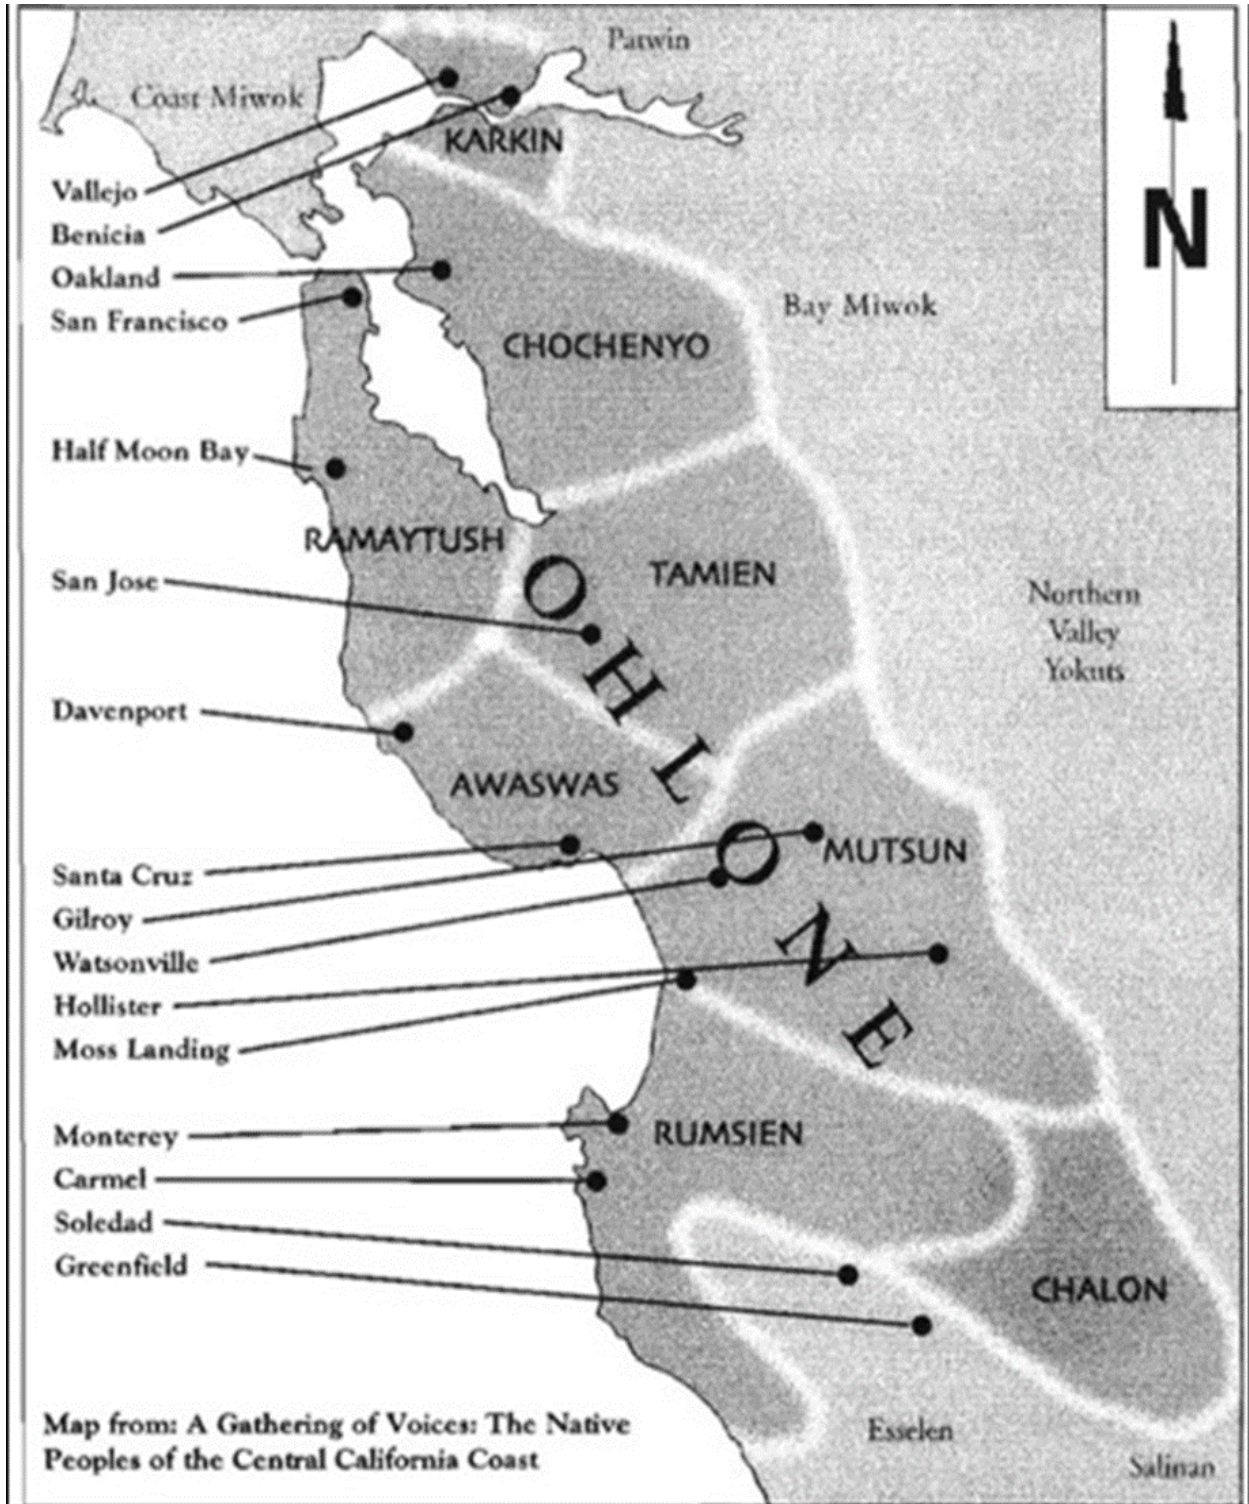 Patwin
Coast Miwok
KARKIN
Vallejo
Benicia
Oakland
San Francisco
N
Bay Miwok
CHOCHENYO
Half Moon Bay
RAMAYTUSH
TAMIEN
San Jose
OHLONE
Northern
Valley
Yokuts
Davenport
AWASWAS
MUTSUN
Santa Cruz
Gilroy
Watsonville
Hollister
Moss Landing
Monterey
RUMSIEN
Carmel
Soledad
Greenfield
CHALON
Map from: A Gathering of Voices: The Native
Peoples of the Central California Coast
Esselen
Salinan